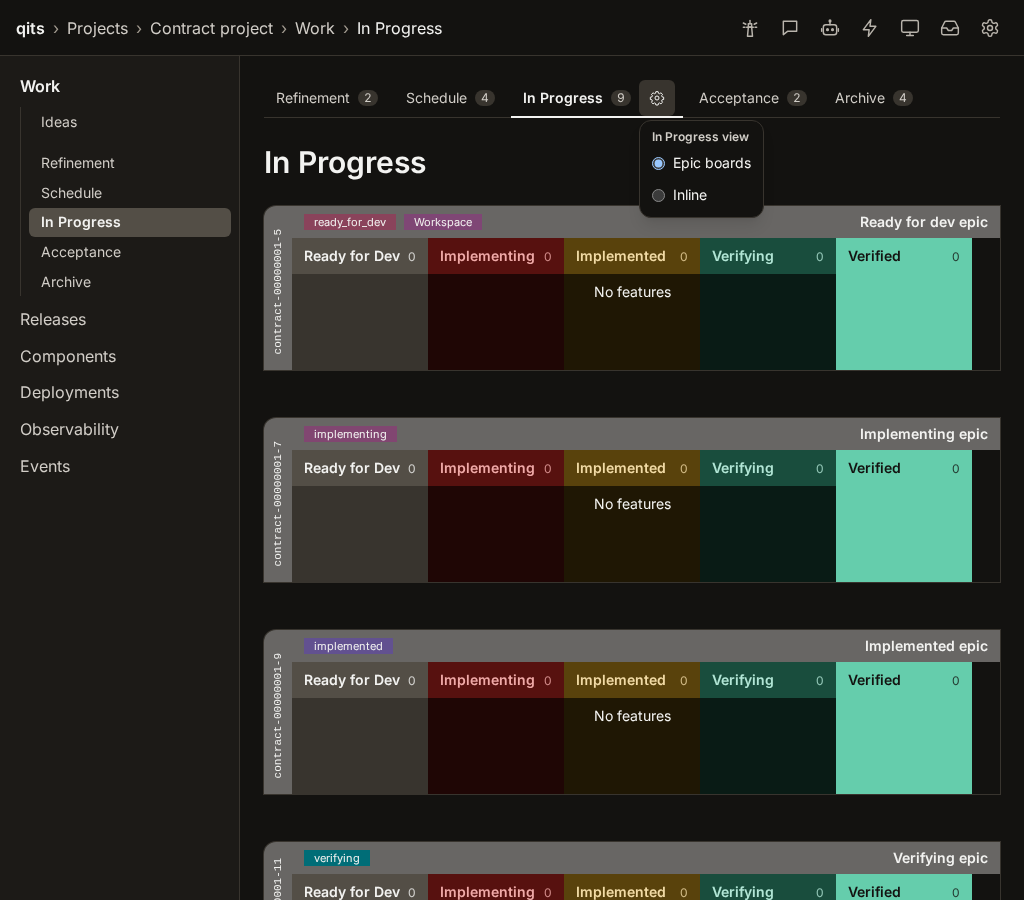 qits › Projects › Contract project › Work › In Progress
Work
Ideas
Refinement
Schedule
In Progress
Acceptance
Archive
Releases
Components
Deployments
Observability
Events
Refinement 2 Schedule 4 In Progress 9 Acceptance 2 Archive 4
In Progress view
Epic boards
Inline
In Progress
contract-00000001-5
ready_for_dev Workspace Ready for dev epic
Ready for Dev 0 Implementing 0 Implemented 0 Verifying 0 Verified 0
No features
contract-00000001-7
implementing Implementing epic
Ready for Dev 0 Implementing 0 Implemented 0 Verifying 0 Verified 0
No features
contract-00000001-9
implemented Implemented epic
Ready for Dev 0 Implementing 0 Implemented 0 Verifying 0 Verified 0
No features
001-11
verifying Verifying epic
Ready for Dev 0 Implementing 0 Implemented 0 Verifying 0 Verified 0